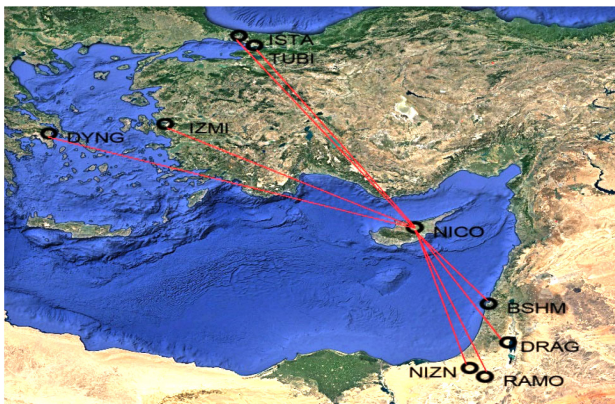 ISTA
TUBI
IZMI
DYNG
NICO
BSHM
DRAG
NIZN
RAMO